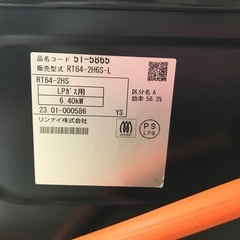 品名コード 51-5865
販売型式 RT64-2H6S-L
RT64-2HS
LPガス用
6.40kW
23.01-000586 YS
リンナイ株式会社
区分名 A
効率 56.3%
PS
LPG